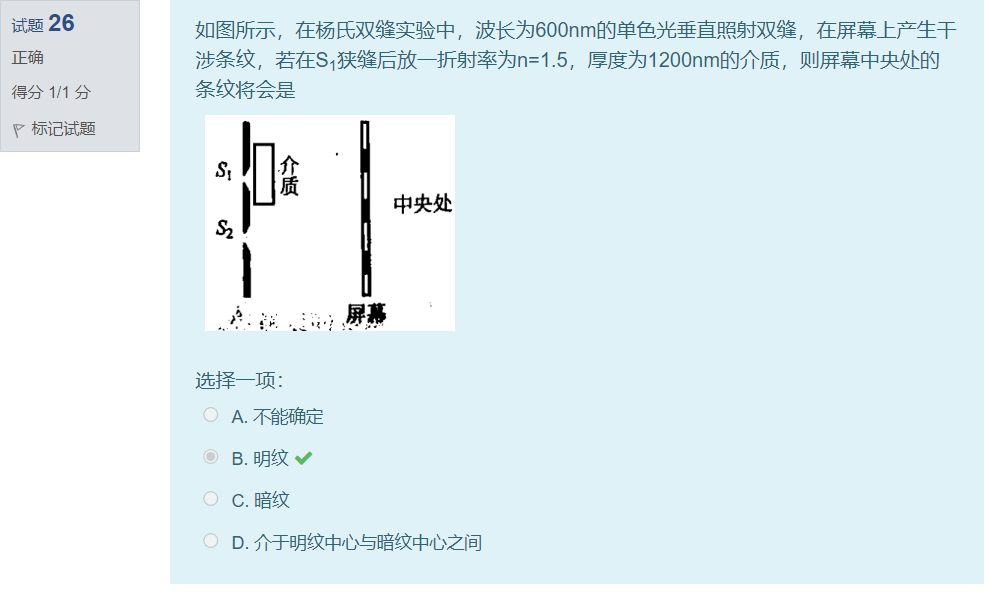 试题 26
正确
得分 1/1 分
标记试题
如图所示，在杨氏双缝实验中，波长为600nm的单色光垂直照射双缝，在屏幕上产生干
涉条纹，若在S₁狭缝后放一折射率为n=1.5，厚度为1200nm的介质，则屏幕中央处的
条纹将会是
S₁
介质
S₂
中央处
屏幕
选择一项：
A. 不能确定
B. 明纹
C. 暗纹
D. 介于明纹中心与暗纹中心之间